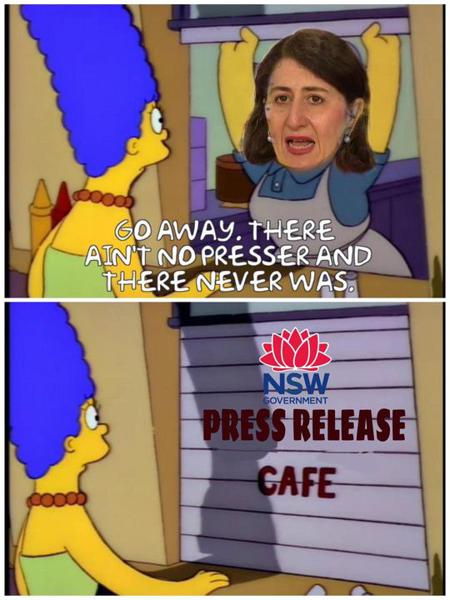 GO AWAY. THERE
AIN'T NO PRESSER AND
THERE NEVER WAS.
NSW
GOVERNMENT
PRESS RELEASE
CAFE